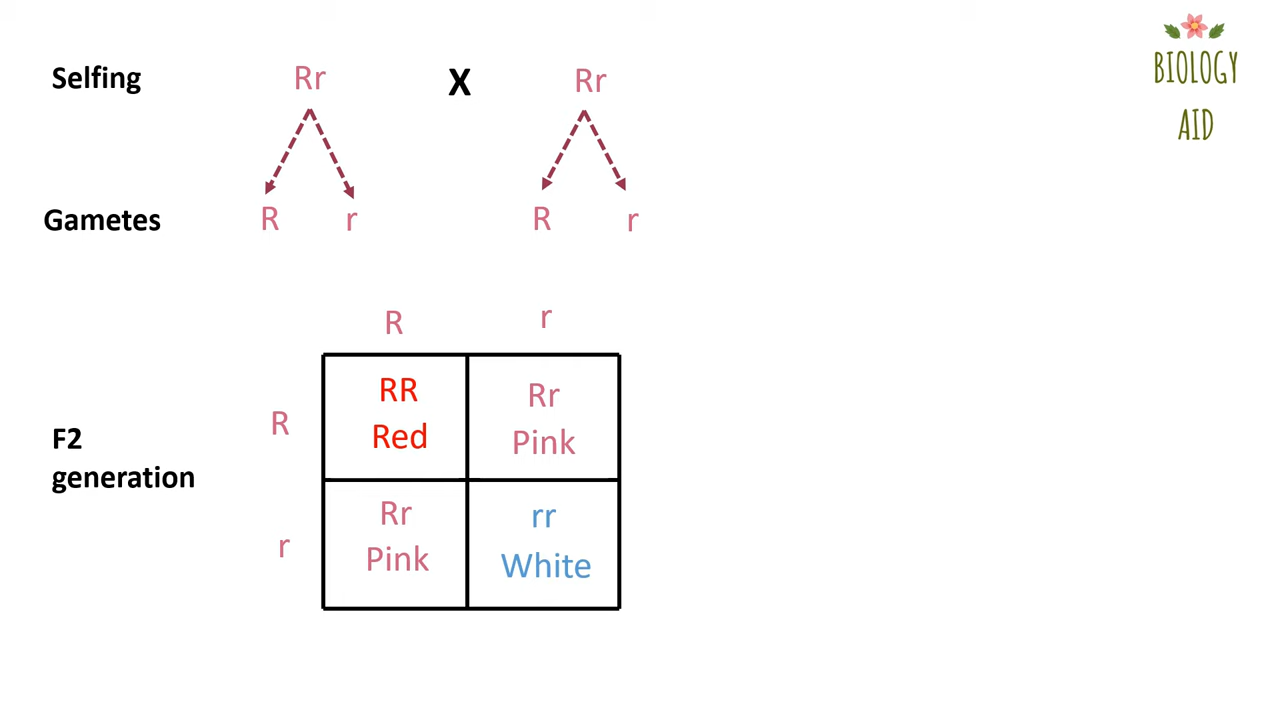 BIOLOGY
AID
Selfing Rr X Rr
Gametes R r R r
R r
R
RR
Red
Rr
Pink
F2
generation
r
Rr
Pink
rr
White